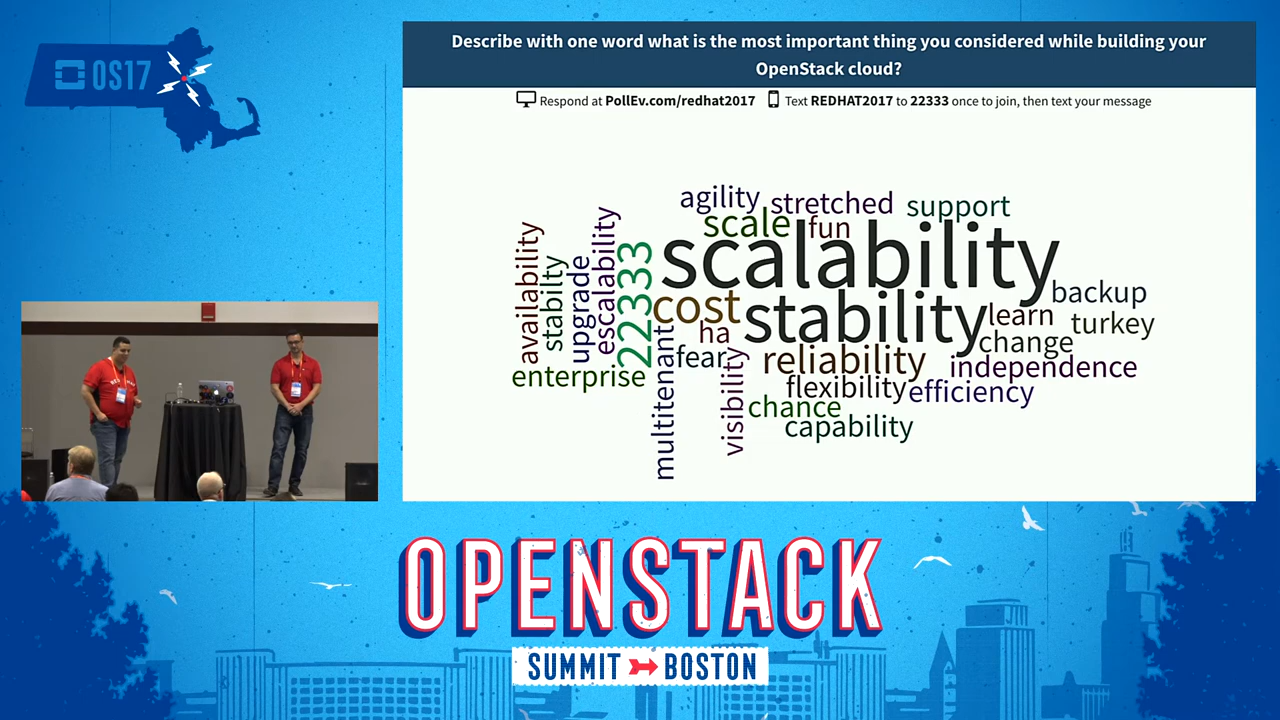 OS17
Describe with one word what is the most important thing you considered while building your
OpenStack cloud?
Respond at PollEv.com/redhat2017 Text REDHAT2017 to 22333 once to join, then text your message
agility
stretched
support
scale
fun
scalability
availability
stabilty
upgrade
escalability
22333
cost
stability
backup
learn
turkey
ha
change
fear
reliability
independence
enterprise
multitenant
visibility
flexibility
efficiency
chance
capability
OPENSTACK
SUMMIT BOSTON